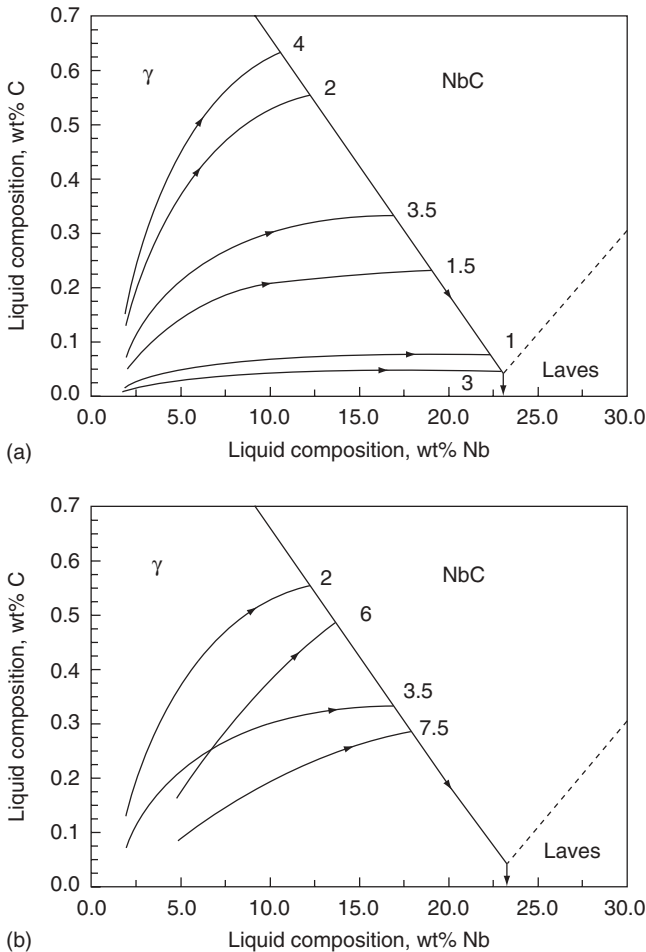 0.7
0.6
0.5
0.4
0.3
0.2
0.1
0.0
Liquid composition, wt% C
γ
NbC
4
2
3.5
1.5
1
3
Laves
0.0 5.0 10.0 15.0 20.0 25.0 30.0
(a)
Liquid composition, wt% Nb
0.7
0.6
0.5
0.4
0.3
0.2
0.1
0.0
Liquid composition, wt% C
γ
NbC
2
6
3.5
7.5
Laves
0.0 5.0 10.0 15.0 20.0 25.0 30.0
(b)
Liquid composition, wt% Nb